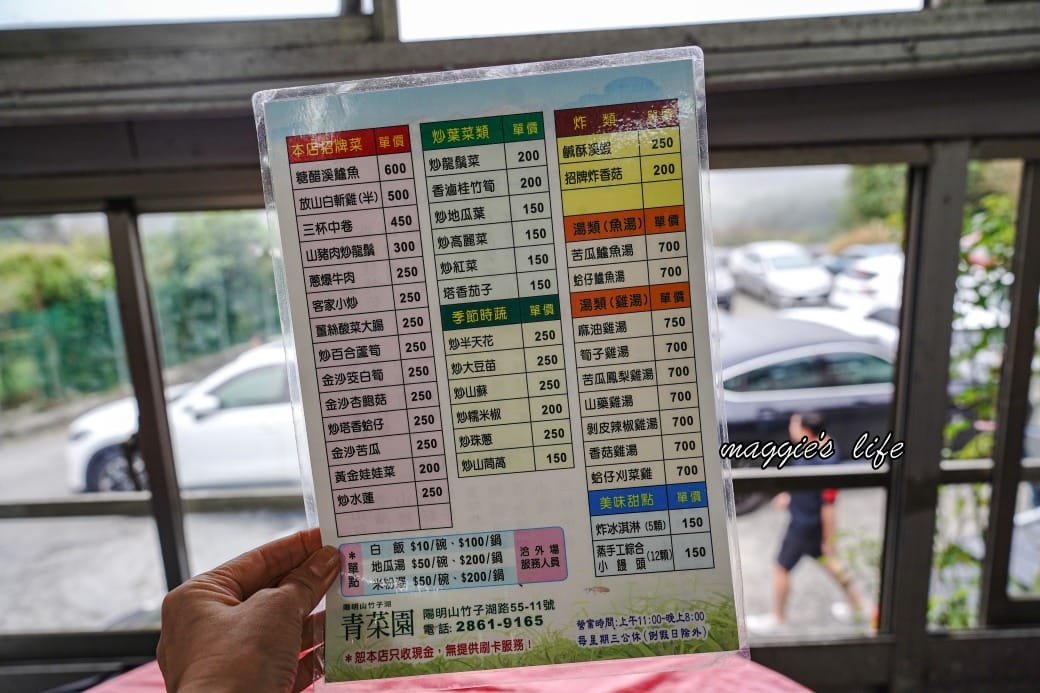 本店招牌菜 單價
糖醋溪鱸魚 600
放山白斬雞(半) 500
三杯中卷 450
山豬肉炒龍鬚 300
蔥爆牛肉 250
客家小炒 250
薑絲酸菜大腸 250
炒百合蘆筍 250
金沙筊白筍 250
金沙杏鮑菇 250
炒塔香蛤仔 250
金沙苦瓜 250
黃金娃娃菜 200
炒水蓮 250
炒葉菜類 單價
炒龍鬚菜 200
香滷桂竹筍 200
炒地瓜葉 150
炒高麗菜 150
炒紅菜 150
塔香茄子 150
季節時蔬 單價
炒半天花 250
炒大豆苗 250
炒山蘇 250
炒糯米椒 200
炒珠蔥 250
炒山茼萵 150
炸類 單價
鹹酥溪蝦 250
招牌炸香菇 200
湯類(魚湯) 單價
苦瓜鱸魚湯 700
蛤仔鱸魚湯 700
湯類(雞湯) 單價
麻油雞湯 750
筍子雞湯 700
苦瓜鳳梨雞湯 700
山藥雞湯 700
剝皮辣椒雞湯 700
香菇雞湯 700
蛤仔刈菜雞 700
美味甜點 單價
炸冰淇淋(5顆) 150
蒸手工綜合小饅頭(12顆) 150
*單點
白飯 $10/碗、$100/鍋
地瓜湯 $50/碗、$200/鍋
米粉湯 $50/碗、$200/鍋
洽外場
服務人員
陽明山竹子湖
青菜園
陽明山竹子湖路55-11號
電話:2861-9165
營業時間:上午11:00~晚上8:00
每星期三公休(例假日除外)
*恕本店只收現金,無提供刷卡服務!
maggie's life